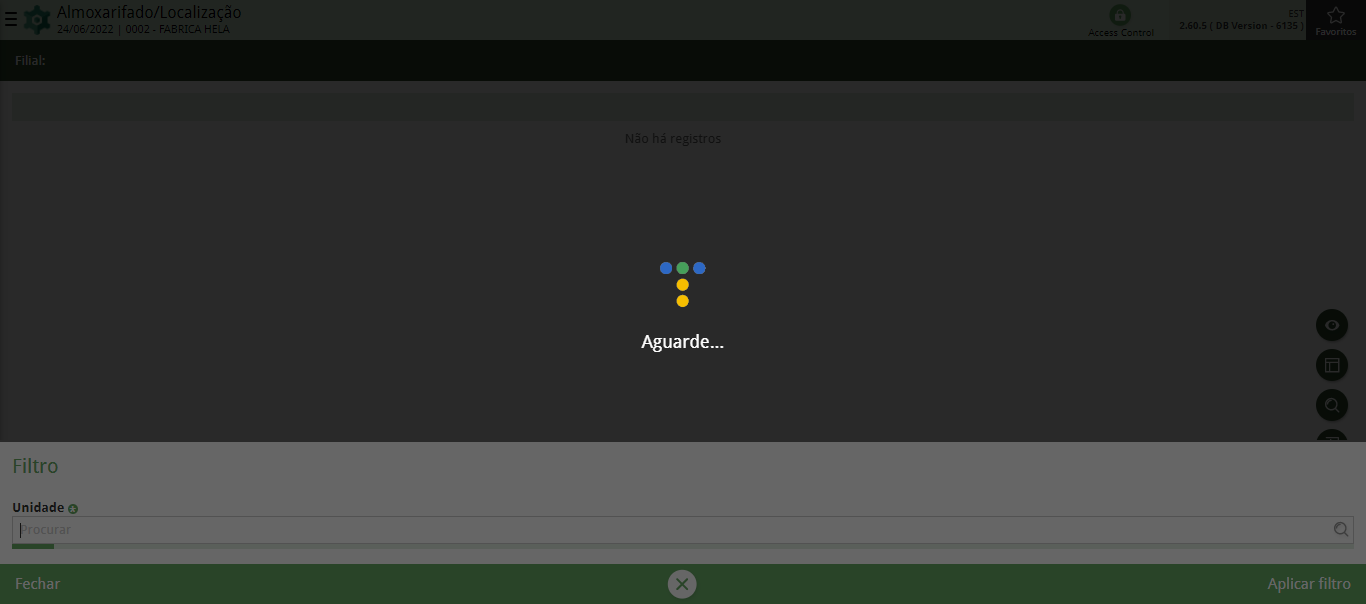 Almoxarifado/Localização
24/06/2022 | 0002 - FABRICA HELA
Access Control
EST
2.60.5 ( DB Version - 6135 )
Favoritos
Filial:
Não há registros
Aguarde...
Filtro
Unidade
Procurar
Fechar
Aplicar filtro